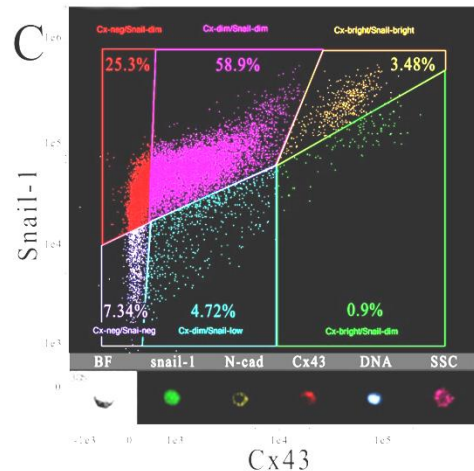 C
1e6
Cx-neg/Snail-dim
Cx-dim/Snail-dim
Cx-bright/Snail-bright
25.3%
58.9%
3.48%
1e5
Snail-1
1e4
7.34%
4.72%
0.9%
Cx-neg/Snai-neg
Cx-dim/Snail-low
Cx-bright/Snail-dim
1e3
BF snail-1 N-cad Cx43 DNA SSC
0
-1e3 0 1e3 1e4 1e5
Cx43